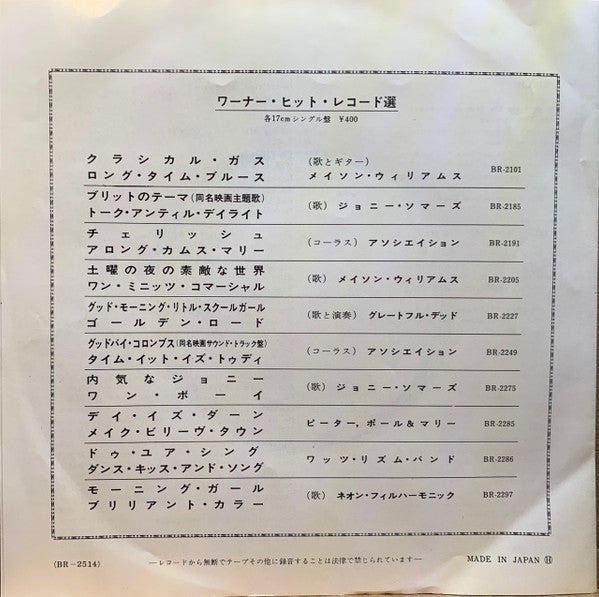 ワーナー・ヒット・レコード選
各17cmシングル盤 ¥400
クラシカル・ガス
ロング・タイム・ブルース
(歌とギター)
メイソン・ウィリアムス
BR-2101
ブリットのテーマ(同名映画主題歌)
トーク・アンティル・デイライト
(歌) ジョニー・ソマーズ
BR-2185
チェリッシュ
アロング・カムス・マリー
(コーラス) アソシエイション
BR-2191
土曜の夜の素敵な世界
ワン・ミニッツ・コマーシャル
(歌) メイソン・ウィリアムス
BR-2205
グッド・モーニング・リトル・スクールガール
ゴールデン・ロード
(歌と演奏) グレートフル・デッド
BR-2227
グッドバイ・コロンブス(同名映画サウンド・トラック盤)
タイム・イット・イズ・トゥディ
(コーラス) アソシエイション
BR-2249
内気なジョニー
ワン・ボーイ
(歌) ジョニー・ソマーズ
BR-2275
デイ・イズ・ダーン
メイク・ビリーヴ・タウン
ピーター,ポール&マリー
BR-2285
ドゥ・ユア・シング
ダンス・キッス・アンド・ソング
ワッツ・リズム・バンド
BR-2286
モーニング・ガール
ブリリアント・カラー
(歌) ネオン・フィルハーモニック
BR-2297
(BR-2514)
―レコードから無断でテープその他に録音することは法律で禁じられています―
MADE IN JAPAN Ⓗ